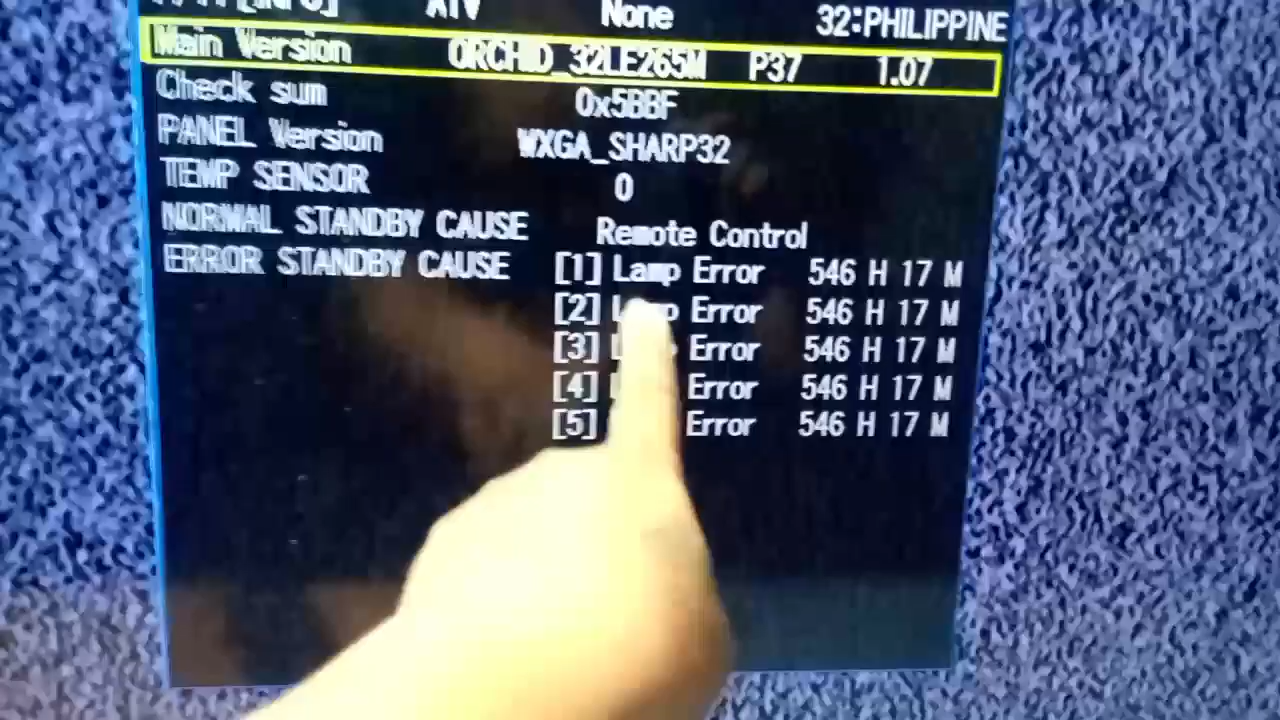 [INFO] ATV None 32:PHILIPPINE
Main Version ORCHID_32LE265M P37 1.07
Check sum 0x5BBF
PANEL Version WXGA_SHARP32
TEMP SENSOR 0
NORMAL STANDBY CAUSE Remote Control
ERROR STANDBY CAUSE [1] Lamp Error 546 H 17 M
[2] Error 546 H 17 M
[3] Error 546 H 17 M
[4] Error 546 H 17 M
[5] Error 546 H 17 M